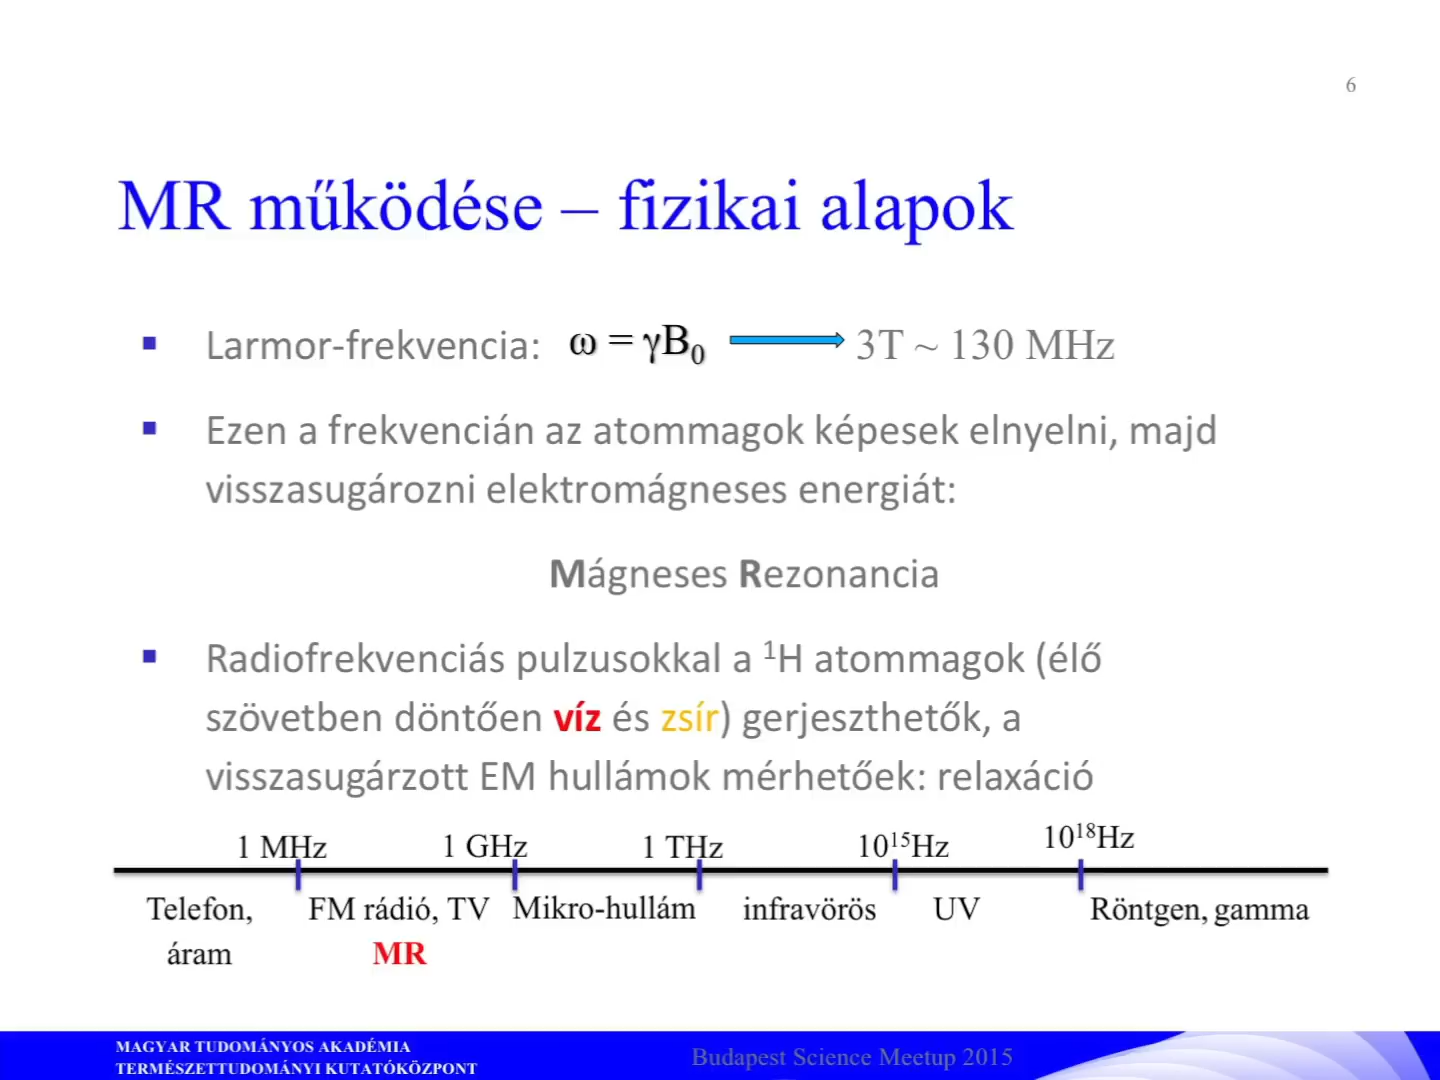 6
MR működése – fizikai alapok
Larmor-frekvencia: ω = γB₀ 3T ~ 130 MHz
Ezen a frekvencián az atommagok képesek elnyelni, majd
visszasugározni elektromágneses energiát:
Mágneses Rezonancia
Radiofrekvenciás pulzusokkal a ¹H atommagok (élő
szövetben döntően víz és zsír) gerjeszthetők, a
visszasugárzott EM hullámok mérhetőek: relaxáció
1 MHz 1 GHz 1 THz 10¹⁵Hz 10¹⁸Hz
Telefon, FM rádió, TV Mikro-hullám infravörös UV Röntgen, gamma
áram MR
MAGYAR TUDOMÁNYOS AKADÉMIA
TERMÉSZETTUDOMÁNYI KUTATÓKÖZPONT
Budapest Science Meetup 2015